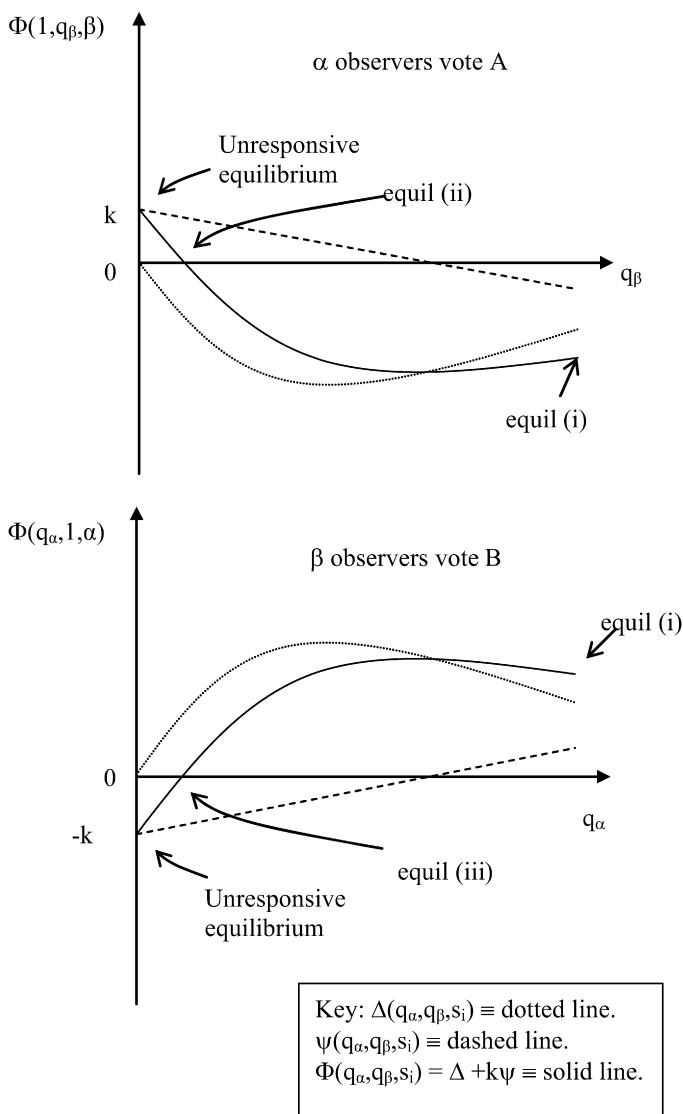 Φ(1,qβ,β)
α observers vote A
Unresponsive
equilibrium
equil (ii)
k
0
qβ
equil (i)
Φ(qα,1,α)
β observers vote B
equil (i)
0
qα
-k
equil (iii)
Unresponsive
equilibrium
Key: Δ(qα,qβ,si) ≡ dotted line.
ψ(qα,qβ,si) ≡ dashed line.
Φ(qα,qβ,si) = Δ +kψ ≡ solid line.